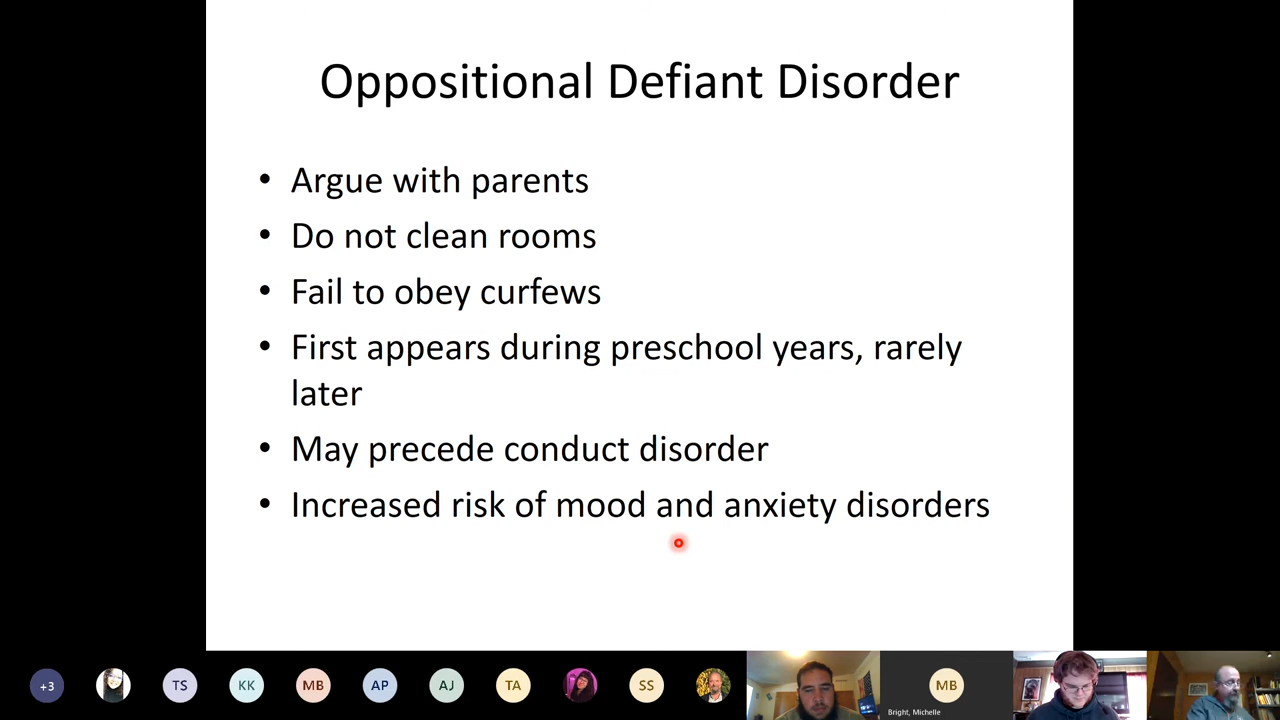 Oppositional Defiant Disorder
• Argue with parents
• Do not clean rooms
• Fail to obey curfews
• First appears during preschool years, rarely
later
• May precede conduct disorder
• Increased risk of mood and anxiety disorders
+3 TS KK MB AP AJ TA SS MB
Bright, Michelle